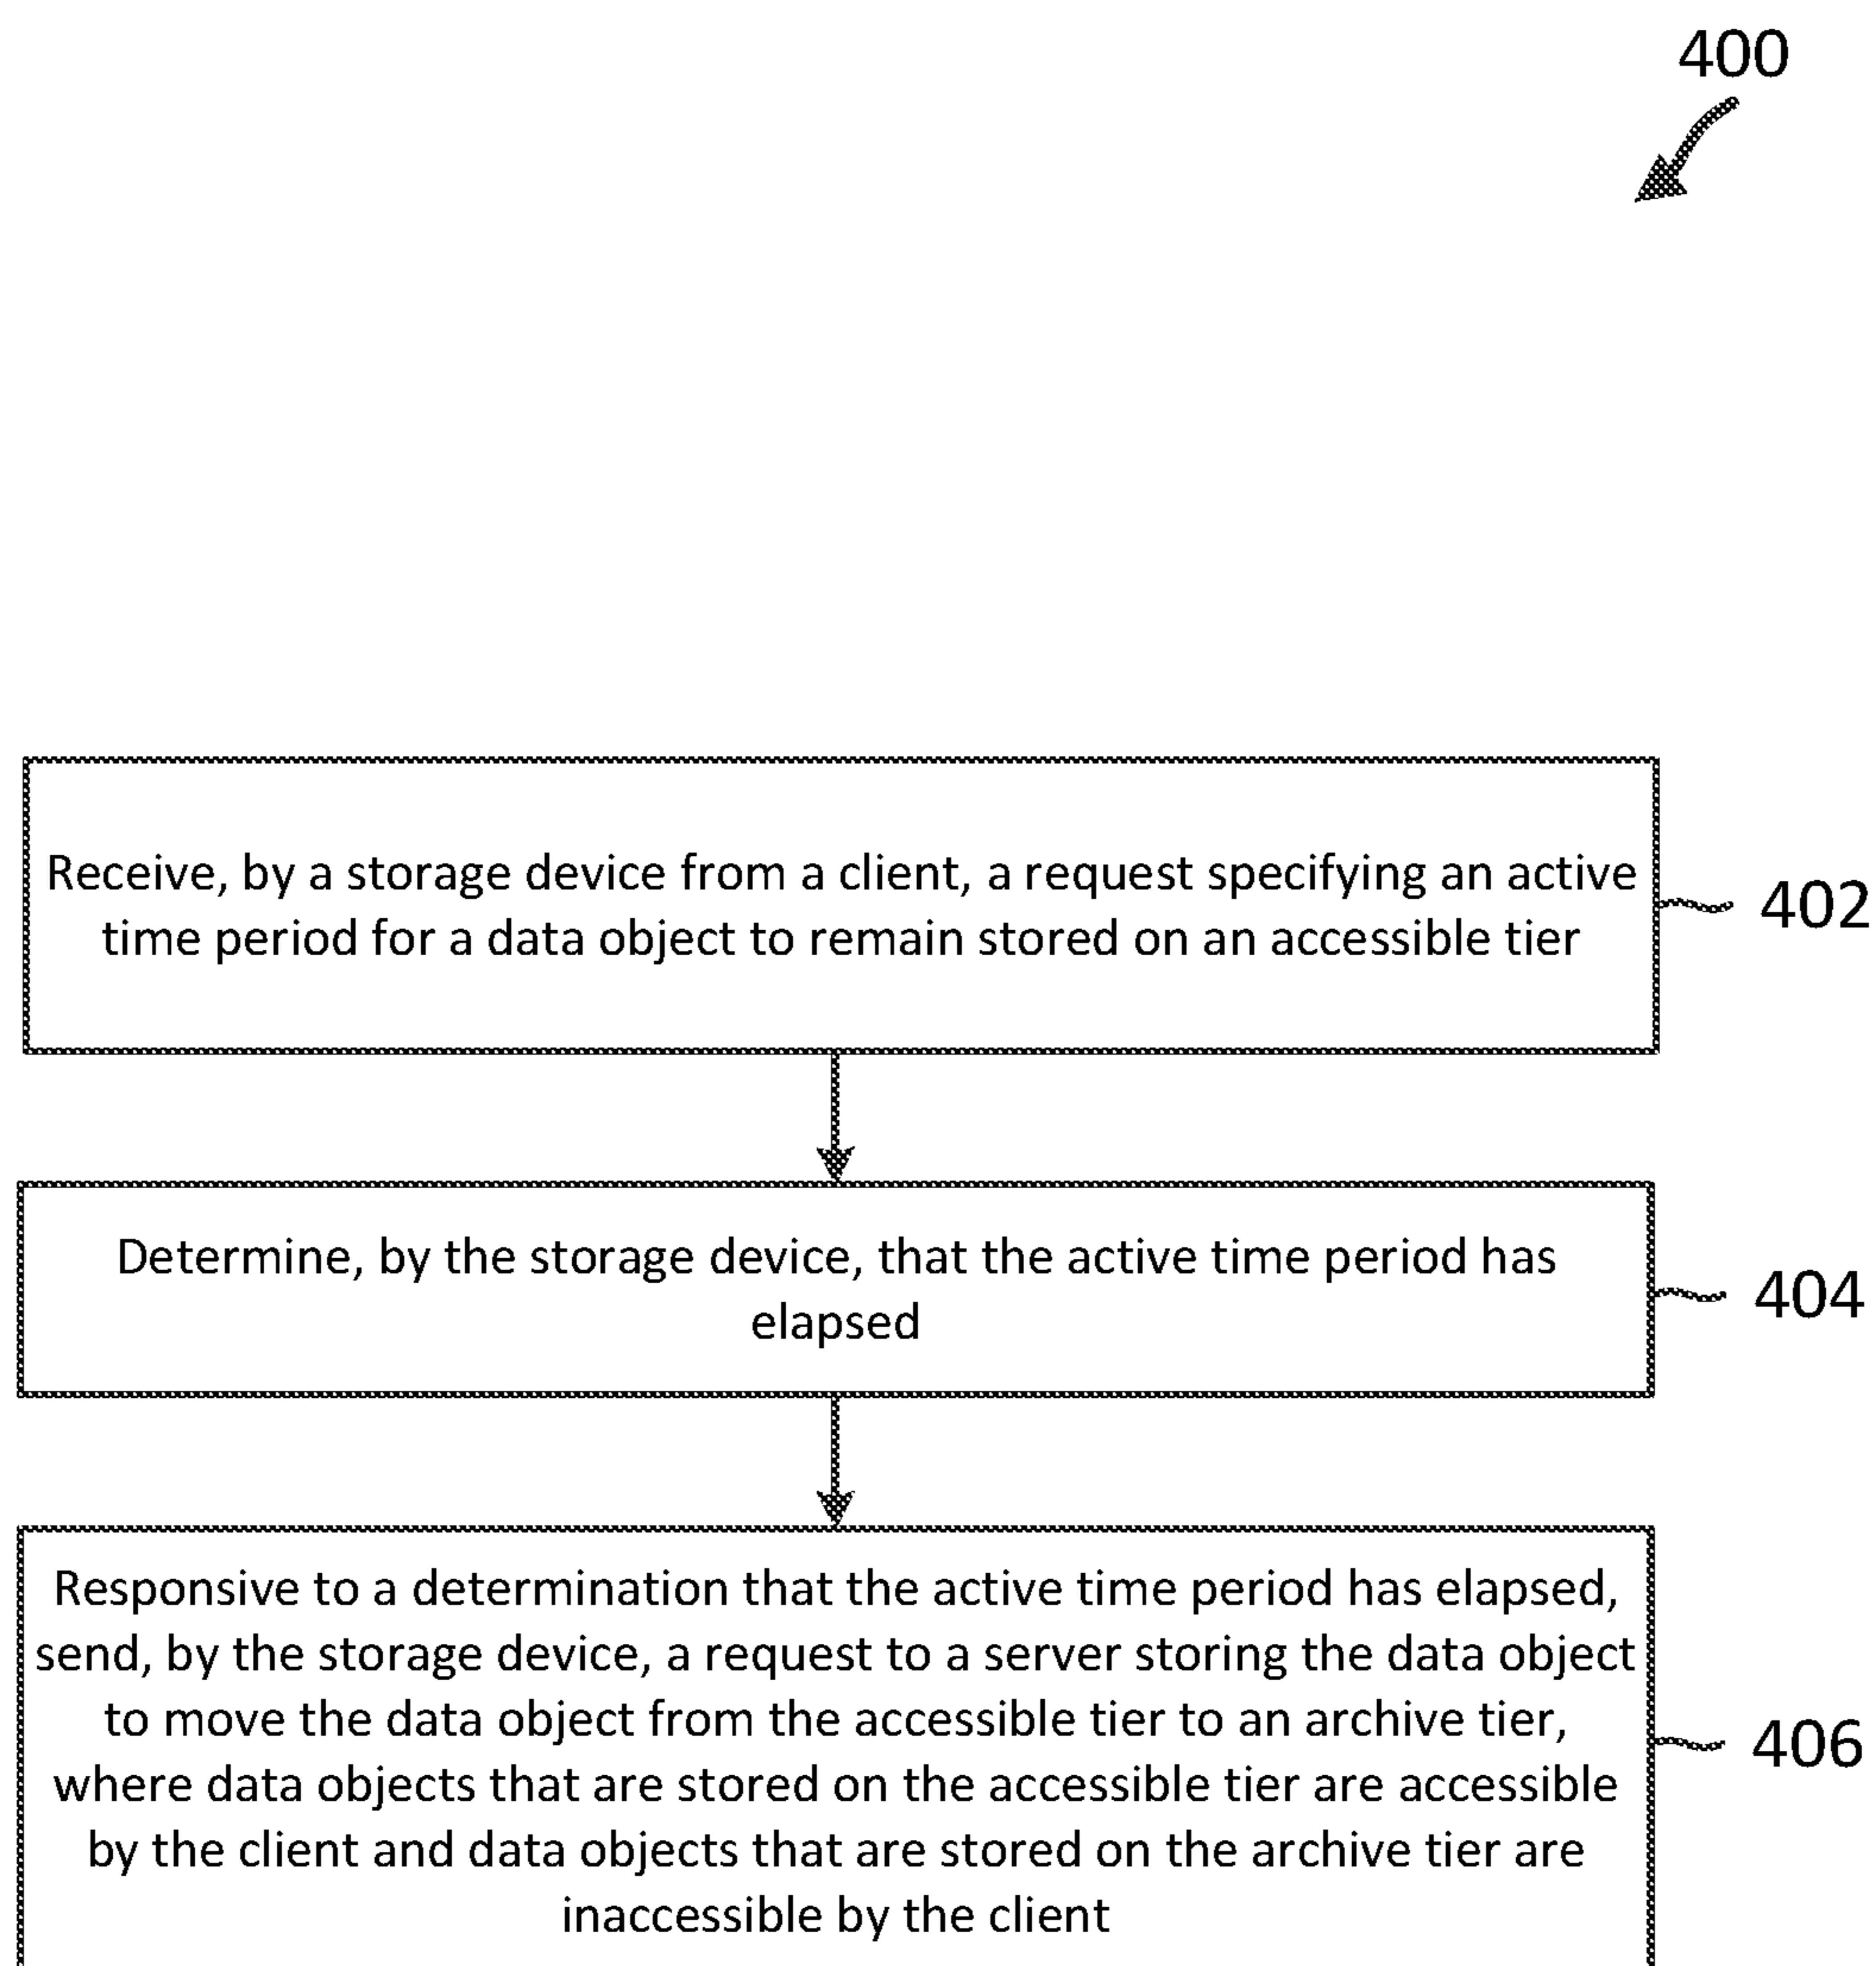 400
Receive, by a storage device from a client, a request specifying an active
time period for a data object to remain stored on an accessible tier
402
Determine, by the storage device, that the active time period has
elapsed
404
Responsive to a determination that the active time period has elapsed,
send, by the storage device, a request to a server storing the data object
to move the data object from the accessible tier to an archive tier,
where data objects that are stored on the accessible tier are accessible
by the client and data objects that are stored on the archive tier are
inaccessible by the client
406